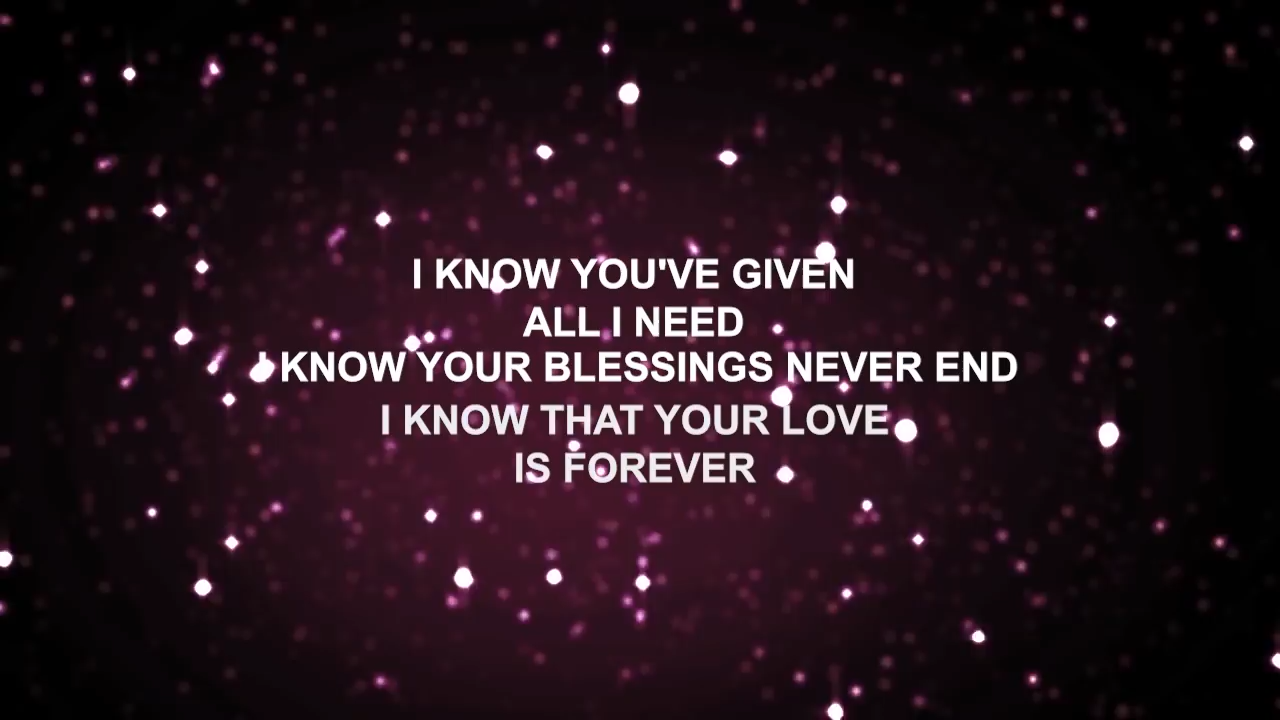 I KNOW YOU'VE GIVEN
ALL I NEED
I KNOW YOUR BLESSINGS NEVER END
I KNOW THAT YOUR LOVE
IS FOREVER